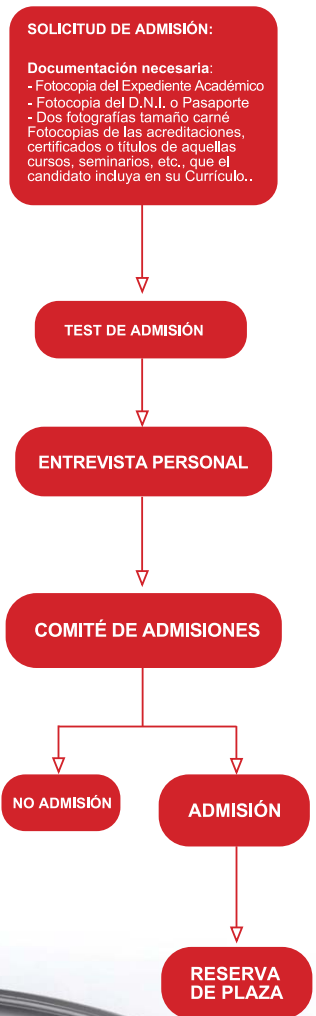 SOLICITUD DE ADMISIÓN:
Documentación necesaria:
- Fotocopia del Expediente Académico
- Fotocopia del D.N.I. o Pasaporte
- Dos fotografías tamaño carné
Fotocopias de las acreditaciones,
certificados o títulos de aquellas
cursos, seminarios, etc., que el
candidato incluya en su Currículo..
TEST DE ADMISIÓN
ENTREVISTA PERSONAL
COMITÉ DE ADMISIONES
NO ADMISIÓN
ADMISIÓN
RESERVA
DE PLAZA